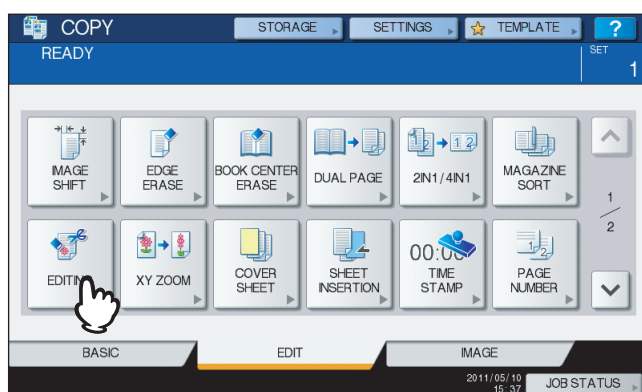 COPY
STORAGE
SETTINGS
TEMPLATE
?
READY
SET
1
IMAGE
SHIFT
EDGE
ERASE
BOOK CENTER
ERASE
DUAL PAGE
2IN1/4IN1
MAGAZINE
SORT
1
2
EDITING
XY ZOOM
COVER
SHEET
SHEET
INSERTION
00:00
TIME
STAMP
PAGE
NUMBER
BASIC
EDIT
IMAGE
2011/05/10
15:37
JOB STATUS